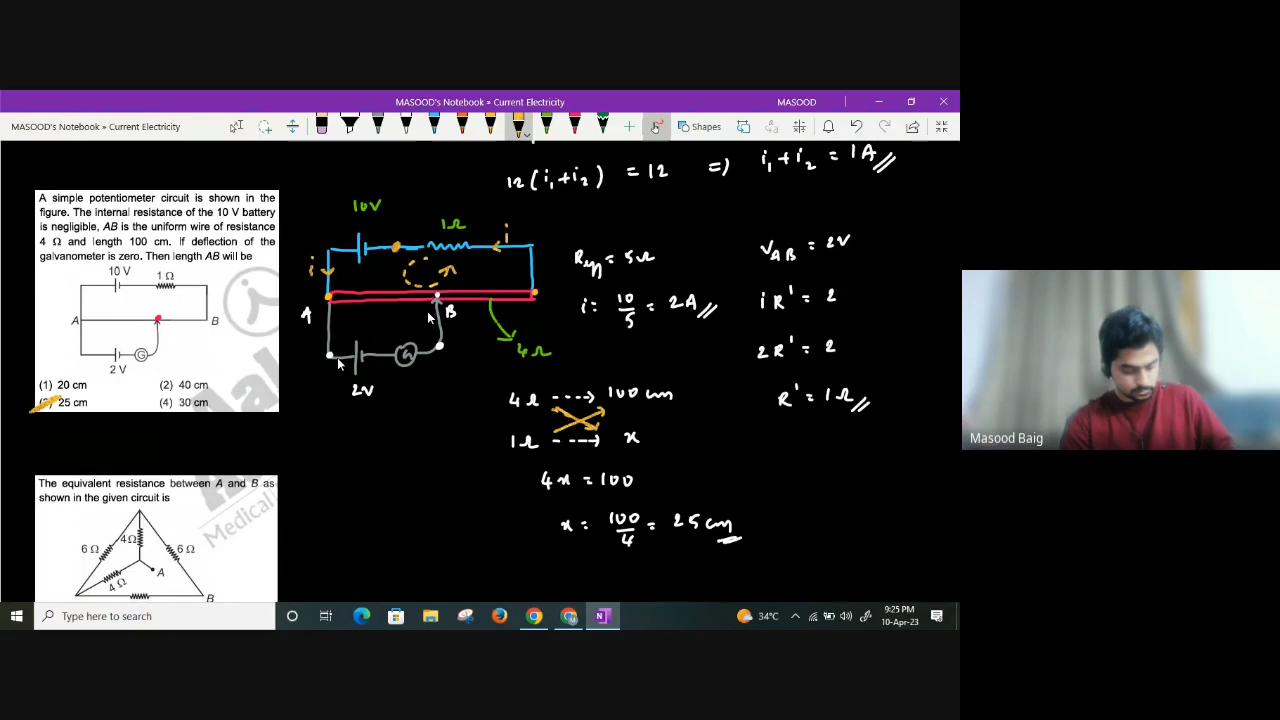 MASOOD's Notebook » Current Electricity
MASOOD
MASOOD's Notebook » Current Electricity
Shapes
12(i₁+i₂) = 12 => i₁+i₂ = 1A
A simple potentiometer circuit is shown in the
figure. The internal resistance of the 10 V battery
is negligible, AB is the uniform wire of resistance
4 Ω and length 100 cm. If deflection of the
galvanometer is zero. Then length AB will be
10 V 1 Ω
A B
G
2 V
(1) 20 cm (2) 40 cm
(3) 25 cm (4) 30 cm
10V
1Ω
i
i
A
B
G
2V
4Ω
Req = 5Ω
i = 10/5 = 2A
V_AB = 2V
iR' = 2
2R' = 2
R' = 1Ω
4Ω ---> 100 cm
1Ω ---> x
4x = 100
x = 100/4 = 25 cm
The equivalent resistance between A and B as
shown in the given circuit is
6 Ω 4Ω 6 Ω
4 Ω A
B
Medical
Masood Baig
Type here to search
34°C
9:25 PM
10-Apr-23